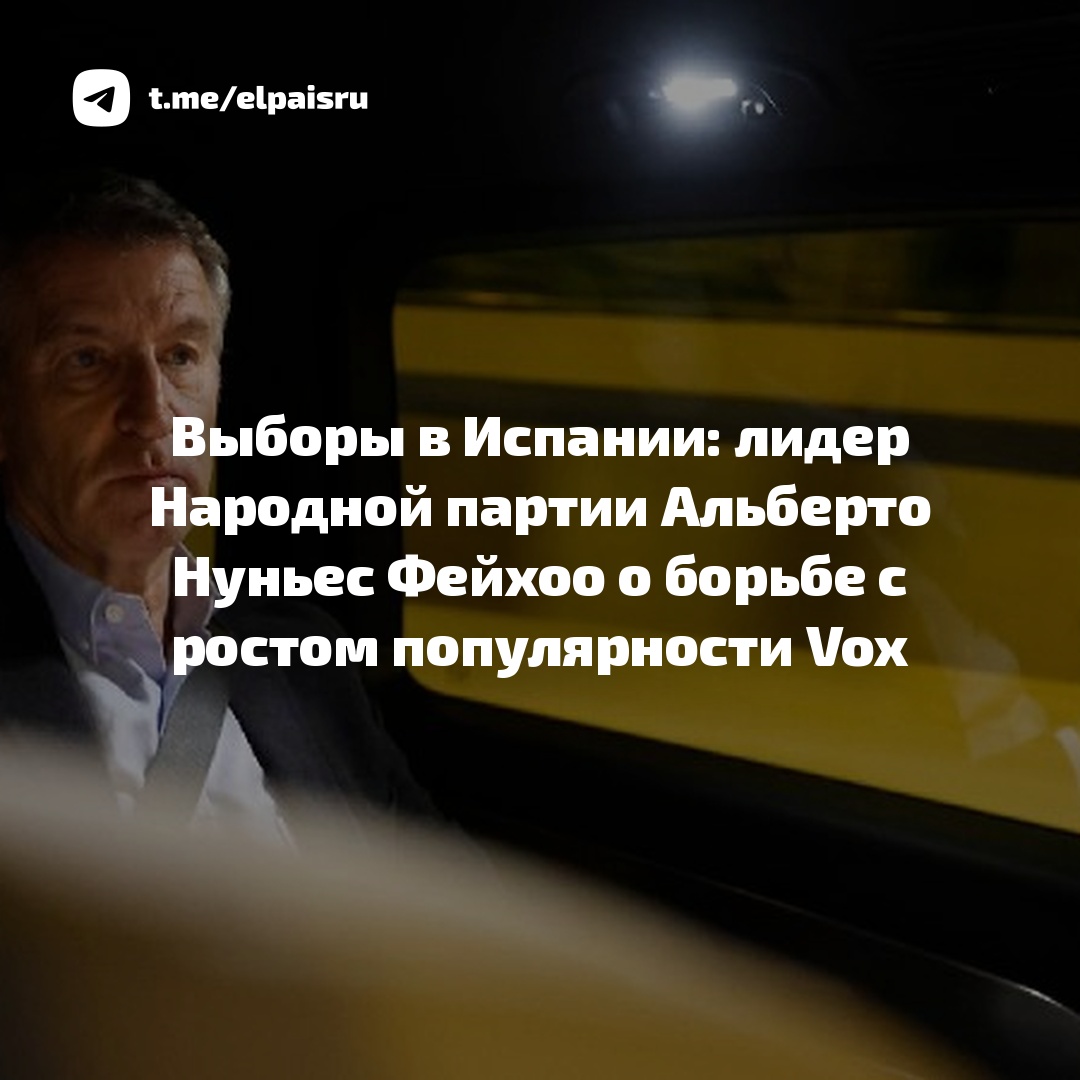 t.me/elpaisru
Выборы в Испании: лидер
Народной партии Альберто
Нуньес Фейхоо о борьбе с
ростом популярности Vox